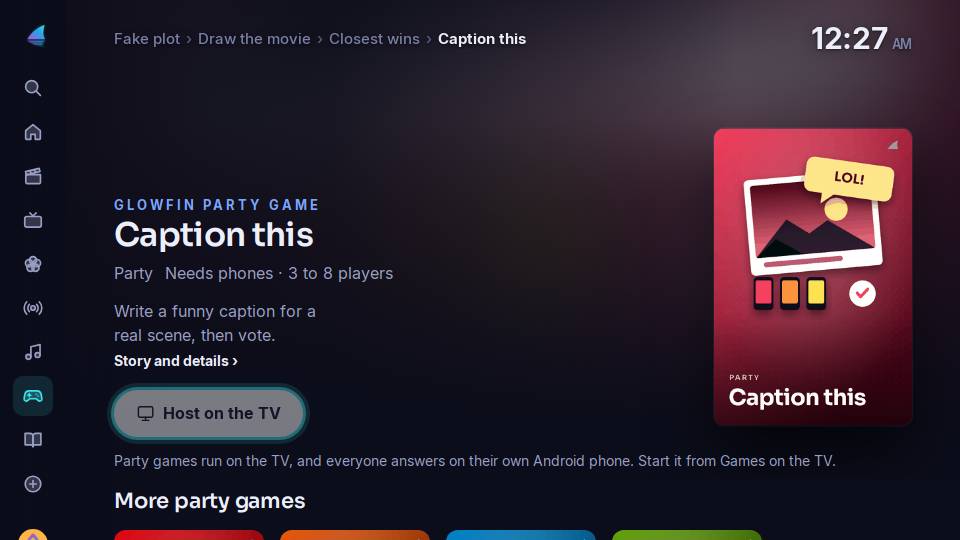 Fake plot › Draw the movie › Closest wins › Caption this
12:27 AM
LOL!
GLOWFIN PARTY GAME
Caption this
Party Needs phones · 3 to 8 players
Write a funny caption for a
real scene, then vote.
Story and details ›
PARTY
Caption this
Host on the TV
Party games run on the TV, and everyone answers on their own Android phone. Start it from Games on the TV.
More party games